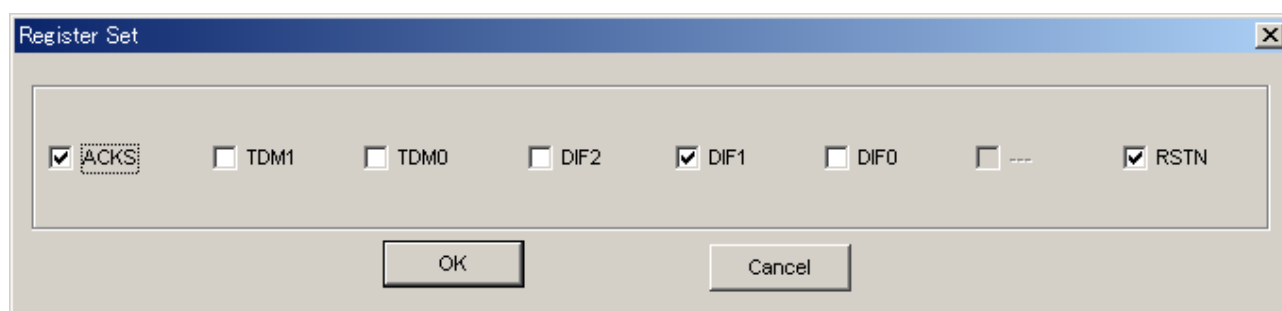 Register Set
ACKS TDM1 TDM0 DIF2 DIF1 DIF0 --- RSTN
OK Cancel